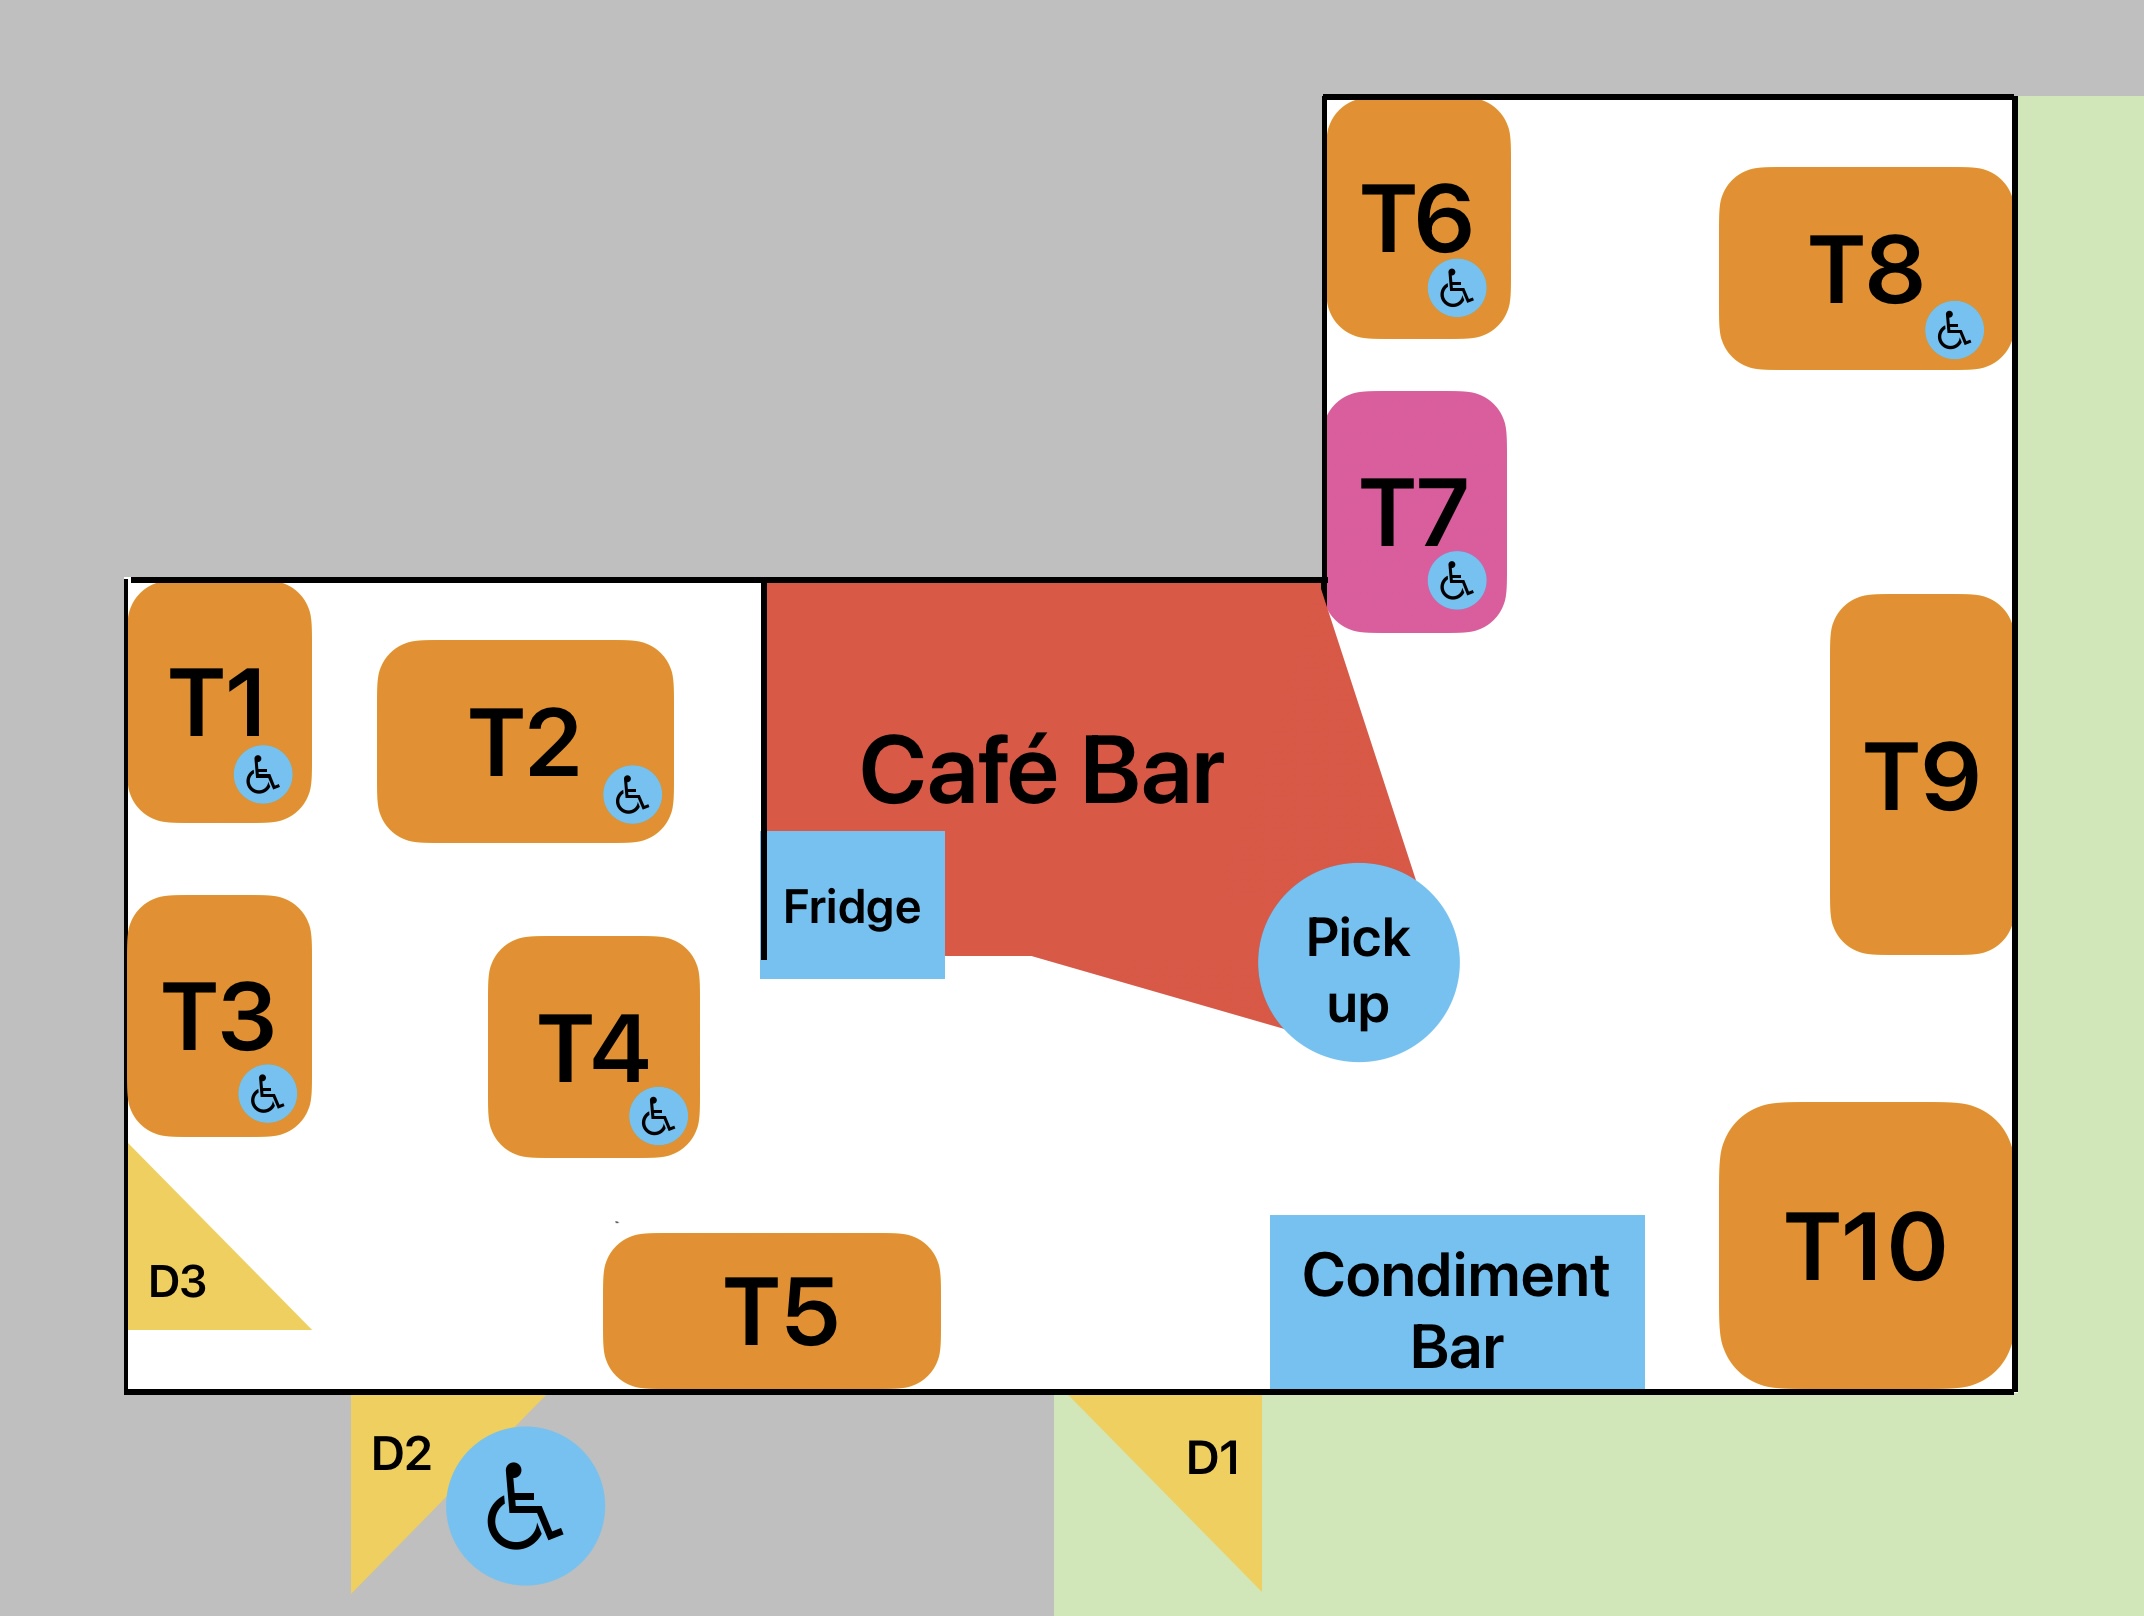 T6
T8
T7
T1
T2
Café Bar
T9
Fridge
Pick
up
T3
T4
T10
D3
T5
Condiment
Bar
D2
D1